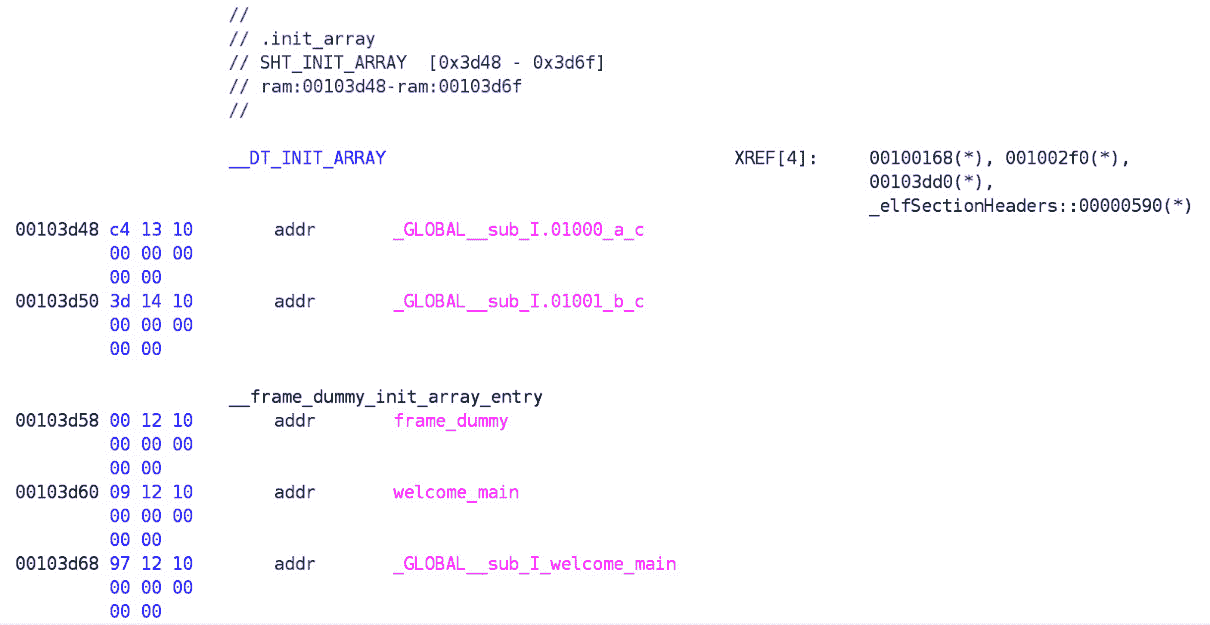 //
// .init_array
// SHT_INIT_ARRAY  [0x3d48 - 0x3d6f]
// ram:00103d48-ram:00103d6f
//
__DT_INIT_ARRAY XREF[4]: 00100168(*), 001002f0(*),
00103dd0(*),
_elfSectionHeaders::00000590(*)
00103d48 c4 13 10 addr _GLOBAL__sub_I.01000_a_c
00 00 00
00 00
00103d50 3d 14 10 addr _GLOBAL__sub_I.01001_b_c
00 00 00
00 00
__frame_dummy_init_array_entry
00103d58 00 12 10 addr frame_dummy
00 00 00
00 00
00103d60 09 12 10 addr welcome_main
00 00 00
00 00
00103d68 97 12 10 addr _GLOBAL__sub_I_welcome_main
00 00 00
00 00